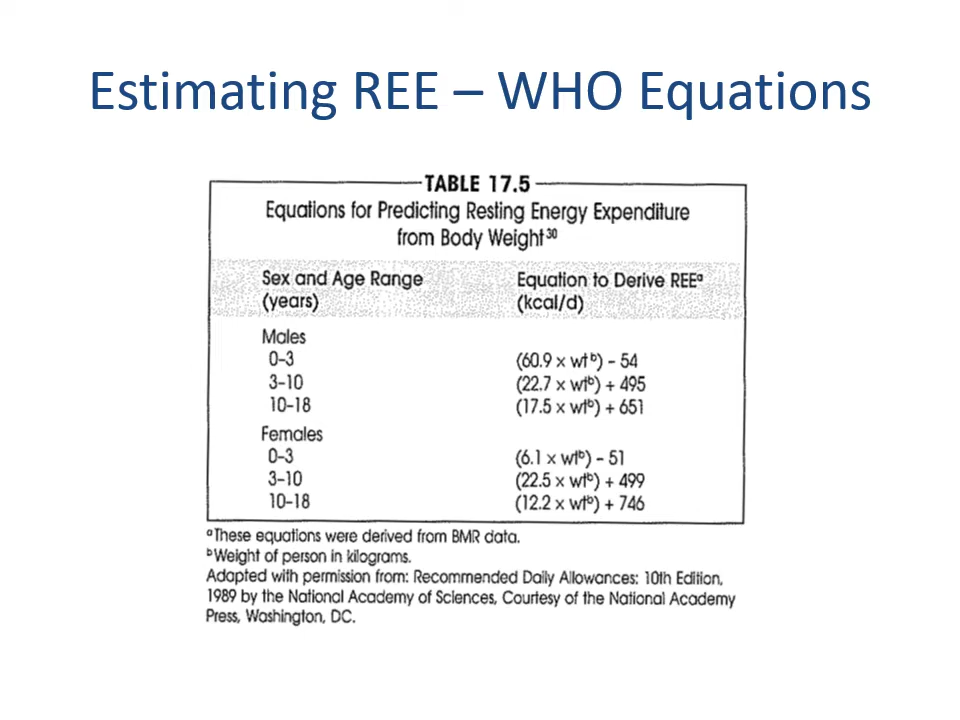 Estimating REE – WHO Equations
TABLE 17.5
Equations for Predicting Resting Energy Expenditure
from Body Weight³⁰
Sex and Age Range Equation to Derive REEᵃ
(years) (kcal/d)
Males
0–3 (60.9 x wtᵇ) – 54
3–10 (22.7 x wtᵇ) + 495
10–18 (17.5 x wtᵇ) + 651
Females
0–3 (6.1 x wtᵇ) – 51
3–10 (22.5 x wtᵇ) + 499
10–18 (12.2 x wtᵇ) + 746
ᵃThese equations were derived from BMR data.
ᵇWeight of person in kilograms.
Adapted with permission from: Recommended Daily Allowances: 10th Edition,
1989 by the National Academy of Sciences, Courtesy of the National Academy
Press, Washington, DC.